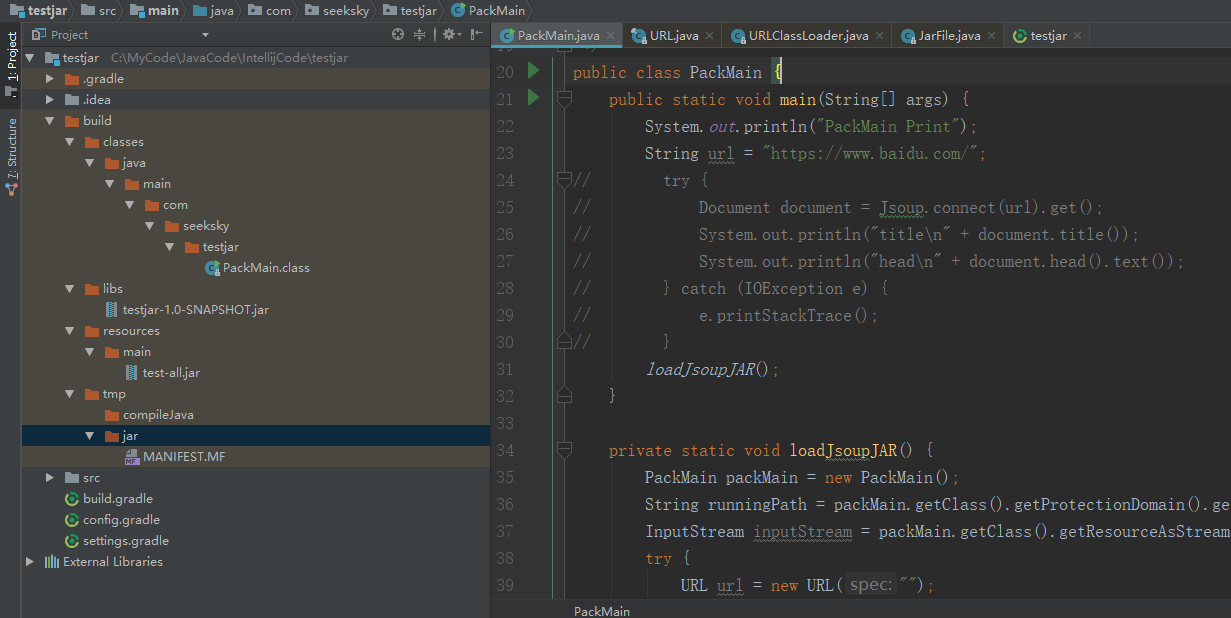 testjar src main java com seeksky testjar PackMain
1: Project
7: Structure
Project
testjar C:\MyCode\JavaCode\IntellijCode\testjar
.gradle
.idea
build
classes
java
main
com
seeksky
testjar
PackMain.class
libs
testjar-1.0-SNAPSHOT.jar
resources
main
test-all.jar
tmp
compileJava
jar
MANIFEST.MF
src
build.gradle
config.gradle
settings.gradle
External Libraries
PackMain.java URL.java URLClassLoader.java JarFile.java testjar
20 public class PackMain {
21 public static void main(String[] args) {
22 System.out.println("PackMain Print");
23 String url = "https://www.baidu.com/";
24 // try {
25 // Document document = Jsoup.connect(url).get();
26 // System.out.println("title\n" + document.title());
27 // System.out.println("head\n" + document.head().text());
28 // } catch (IOException e) {
29 // e.printStackTrace();
30 // }
31 loadJsoupJAR();
32 }
33
34 private static void loadJsoupJAR() {
35 PackMain packMain = new PackMain();
36 String runningPath = packMain.getClass().getProtectionDomain().ge
37 InputStream inputStream = packMain.getClass().getResourceAsStream
38 try {
39 URL url = new URL( spec: "");
PackMain